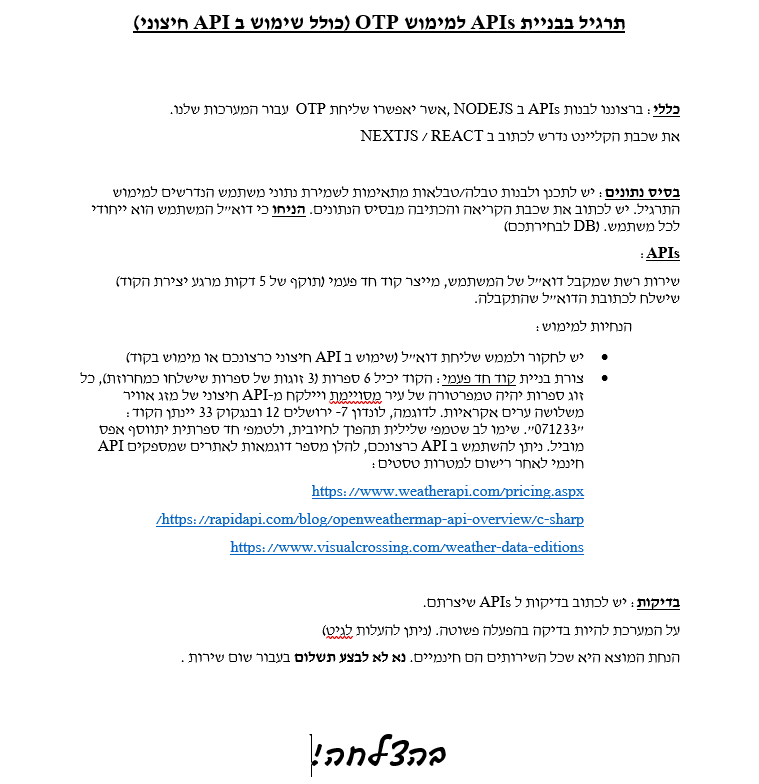 תרגיל בבניית APIs למימוש OTP (כולל שימוש ב API חיצוני)
כללי: ברצוננו לבנות APIs ב NODEJS, אשר יאפשרו שליחת OTP עבור המערכות שלנו.
את שכבת הקליינט נדרש לכתוב ב NEXTJS / REACT
בסיס נתונים: יש לתכנן ולבנות טבלה/טבלאות מתאימות לשמירת נתוני משתמש הנדרשים למימוש
התרגיל. יש לכתוב את שכבת הקריאה והכתיבה מבסיס הנתונים. הניחו כי דוא"ל המשתמש הוא ייחודי
לכל משתמש. (DB לבחירתכם)
APIs:
שירות רשת שמקבל דוא"ל של המשתמש, מייצר קוד חד פעמי (תוקף של 5 דקות מרגע יצירת הקוד)
שישלח לכתובת הדוא"ל שהתקבלה.
הנחיות למימוש:
• יש לחקור ולממש שליחת דוא"ל (שימוש ב API חיצוני כרצונכם או מימוש בקוד)
• צורת בניית קוד חד פעמי: הקוד יכיל 6 ספרות (3 זוגות של ספרות שישלחו כמחרוזת), כל
זוג ספרות יהיה טמפרטורה של עיר מסויימת ויילקח מ-API חיצוני של מזג אוויר
משלושה ערים אקראיות. לדוגמה, לונדון 7- ירושלים 12 ובנגקוק 33 יינתן הקוד:
"071233". שימו לב שטמפ' שלילית תהפוך לחיובית, ולטמפ' חד ספרתית יתווסף אפס
מוביל. ניתן להשתמש ב API כרצונכם, להלן מספר דוגמאות לאתרים שמספקים API
חינמי לאחר רישום למטרות טסטים:
https://www.weatherapi.com/pricing.aspx
https://rapidapi.com/blog/openweathermap-api-overview/c-sharp/
https://www.visualcrossing.com/weather-data-editions
בדיקות: יש לכתוב בדיקות ל APIs שיצרתם.
על המערכת להיות בדיקה בהפעלה פשוטה. (ניתן להעלות לגיט)
הנחת המוצא היא שכל השירותים הם חינמיים. נא לא לבצע תשלום בעבור שום שירות.
בהצלחה!